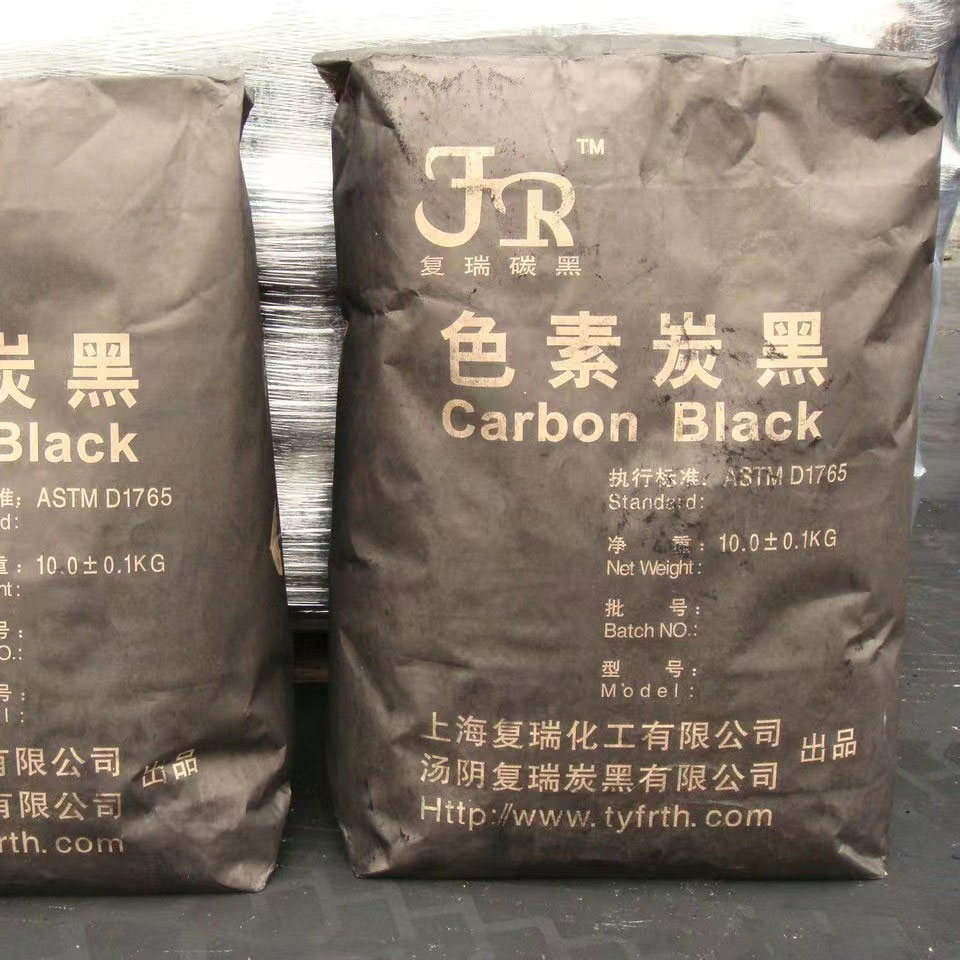 FR TM
复瑞碳黑
色素炭黑
Carbon Black
执行标准: ASTM D1765
Standard:
净 重: 10.0±0.1KG
Net Weight:
批 号:
Batch NO.:
型 号:
Model:
上海复瑞化工有限公司
汤阴复瑞炭黑有限公司 出品
Http://www.tyfrth.com
炭黑
Black
准: ASTM D1765
d:
重: 10.0±0.1KG
nt:
号:
O.:
号:
l:
有限公司
有限公司 出品
rth.com